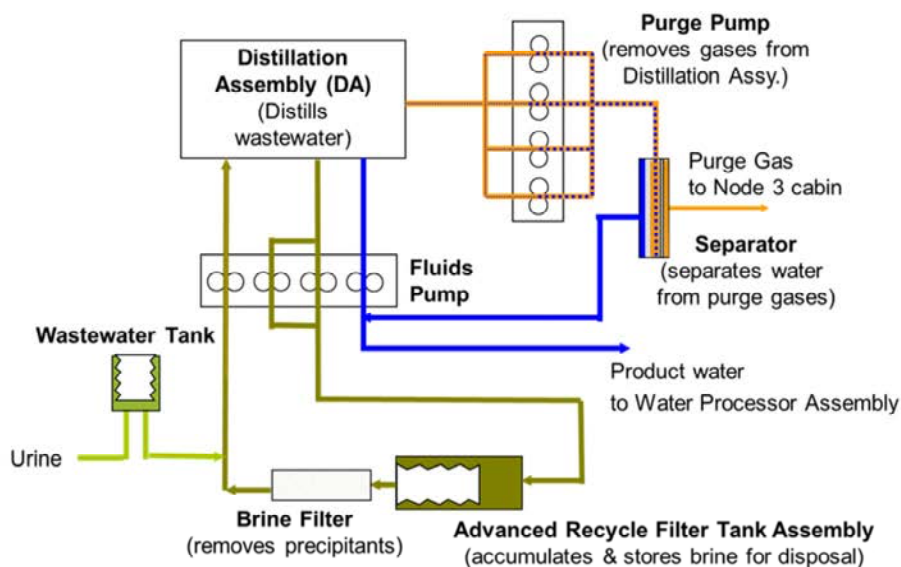 Distillation
Assembly (DA)
(Distills
wastewater)
Purge Pump
(removes gases from
Distillation Assy.)
Purge Gas
to Node 3 cabin
Separator
(separates water
from purge gases)
Fluids
Pump
Wastewater Tank
Product water
to Water Processor Assembly
Urine
Brine Filter
(removes precipitants)
Advanced Recycle Filter Tank Assembly
(accumulates & stores brine for disposal)